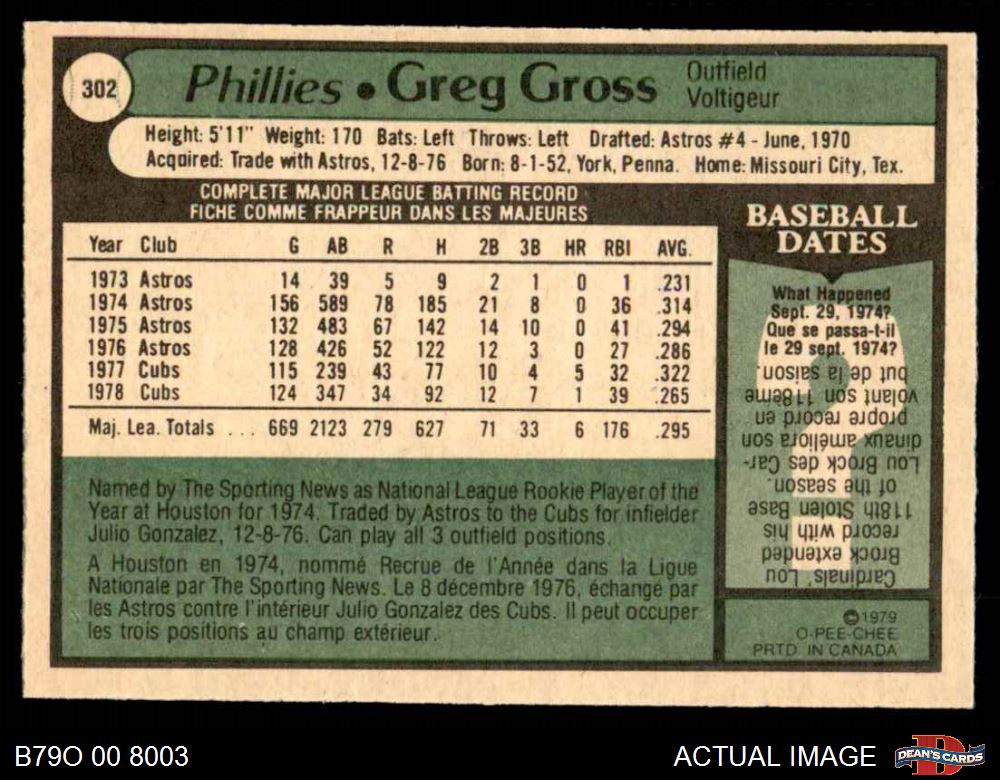 302
Phillies • Greg Gross
Outfield
Voltigeur
Height: 5'11" Weight: 170 Bats: Left Throws: Left Drafted: Astros #4 - June, 1970
Acquired: Trade with Astros, 12-8-76 Born: 8-1-52, York, Penna. Home: Missouri City, Tex.
COMPLETE MAJOR LEAGUE BATTING RECORD
FICHE COMME FRAPPEUR DANS LES MAJEURES
Year Club G AB R H 2B 3B HR RBI AVG.
1973 Astros 14 39 5 9 2 1 0 1 .231
1974 Astros 156 589 78 185 21 8 0 36 .314
1975 Astros 132 483 67 142 14 10 0 41 .294
1976 Astros 128 426 52 122 12 3 0 27 .286
1977 Cubs 115 239 43 77 10 4 5 32 .322
1978 Cubs 124 347 34 92 12 7 1 39 .265
Maj. Lea. Totals ... 669 2123 279 627 71 33 6 176 .295
Named by The Sporting News as National League Rookie Player of the
Year at Houston for 1974. Traded by Astros to the Cubs for infielder
Julio Gonzalez, 12-8-76. Can play all 3 outfield positions.
A Houston en 1974, nommé Recrue de l'Année dans la Ligue
Nationale par The Sporting News. Le 8 décembre 1976, échangé par
les Astros contre l'intérieur Julio Gonzalez des Cubs. Il peut occuper
les trois positions au champ extérieur.
BASEBALL
DATES
What Happened
Sept. 29, 1974?
Que se passa-t-il
le 29 sept. 1974?
Cardinals' Lou
Brock extended
record with his
118th Stolen Base
of the season.
Lou Brock des Car-
dinaux améliora son
propre record en
volant son 118ème
but de la saison.
©1979
O-PEE-CHEE
PRTD. IN CANADA
B79O 00 8003
ACTUAL IMAGE
DEAN'S CARDS